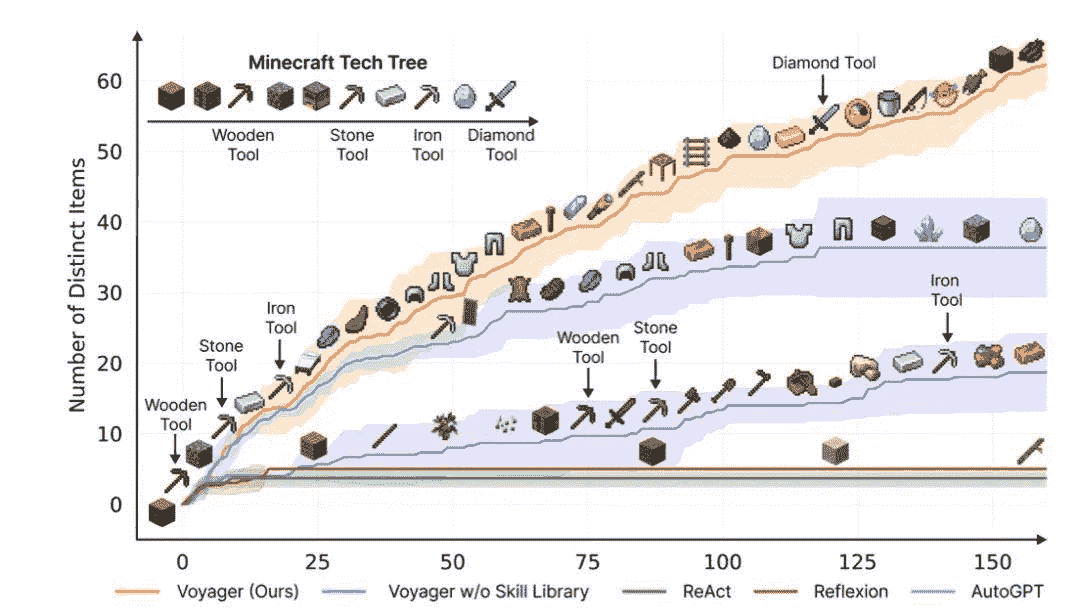 Minecraft Tech Tree
Wooden Tool
Stone Tool
Iron Tool
Diamond Tool
Diamond Tool
Iron Tool
Stone Tool
Wooden Tool
Wooden Tool
Stone Tool
Iron Tool
Number of Distinct Items
60
50
40
30
20
10
0
0 25 50 75 100 125 150
Voyager (Ours) Voyager w/o Skill Library ReAct Reflexion AutoGPT